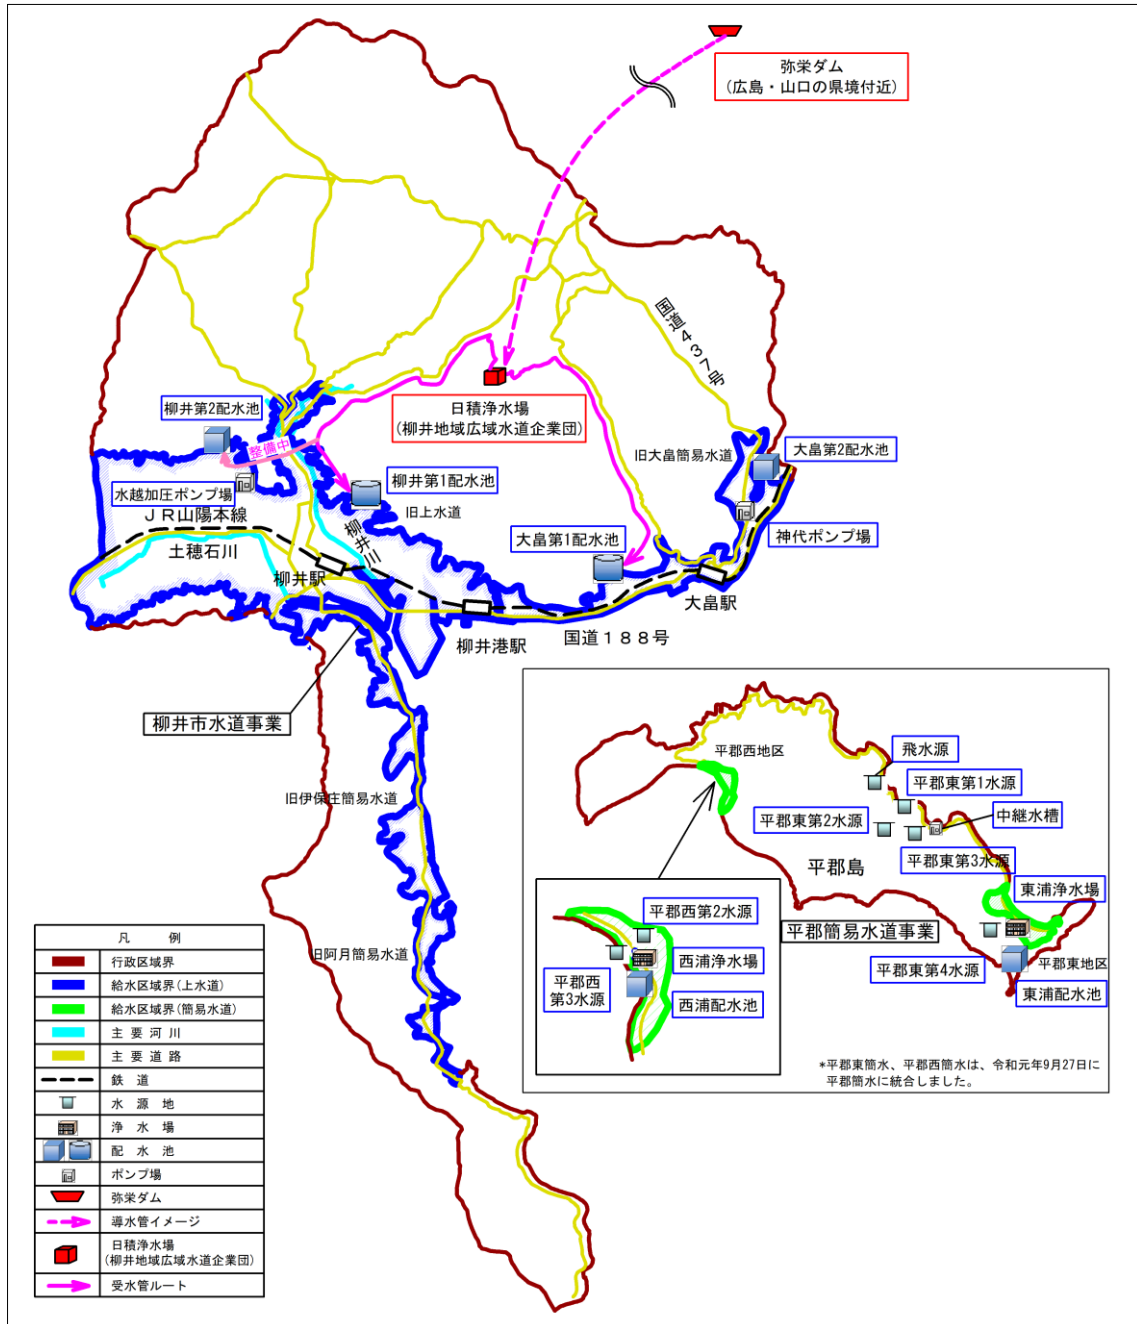 弥栄ダム
(広島・山口の県境付近)
国道437号
日積浄水場
(柳井地域広域水道企業団)
柳井第2配水池
整備中
旧大畠簡易水道
大畠第2配水池
水越加圧ポンプ場
柳井第1配水池
旧上水道
JR山陽本線
土穂石川
柳井川
大畠第1配水池
神代ポンプ場
柳井駅
大畠駅
柳井港駅
国道188号
柳井市水道事業
旧伊保庄簡易水道
旧阿月簡易水道
平郡西地区
飛水源
平郡東第1水源
平郡東第2水源
中継水槽
平郡東第3水源
平郡島
東浦浄水場
平郡簡易水道事業
平郡東第4水源
平郡東地区
東浦配水池
平郡西第2水源
西浦浄水場
平郡西
第3水源
西浦配水池
*平郡東簡水、平郡西簡水は、令和元年9月27日に
平郡簡水に統合しました。
凡 例
行政区域界
給水区域界(上水道)
給水区域界(簡易水道)
主要河川
主要道路
鉄道
水源地
浄水場
配水池
ポンプ場
弥栄ダム
導水管イメージ
日積浄水場
(柳井地域広域水道企業団)
受水管ルート